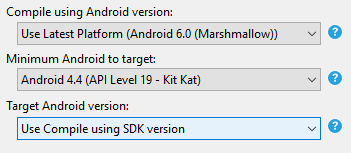 Compile using Android version:
Use Latest Platform (Android 6.0 (Marshmallow))
?
Minimum Android to target:
Android 4.4 (API Level 19 - Kit Kat)
?
Target Android version:
Use Compile using SDK version
?